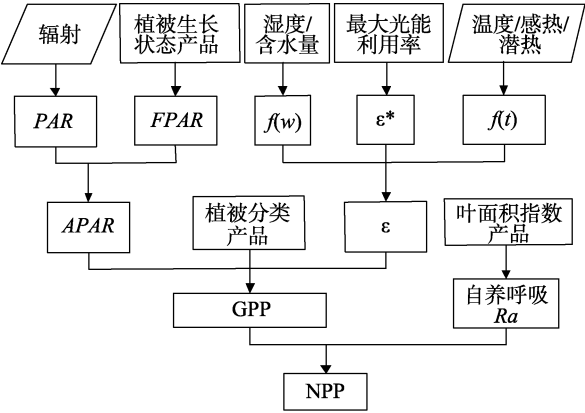 辐射
植被生长
状态产品
湿度/
含水量
最大光能
利用率
温度/感热/
潜热
PAR
FPAR
f(w)
ε*
f(t)
APAR
植被分类
产品
ε
叶面积指数
产品
GPP
自养呼吸
Ra
NPP